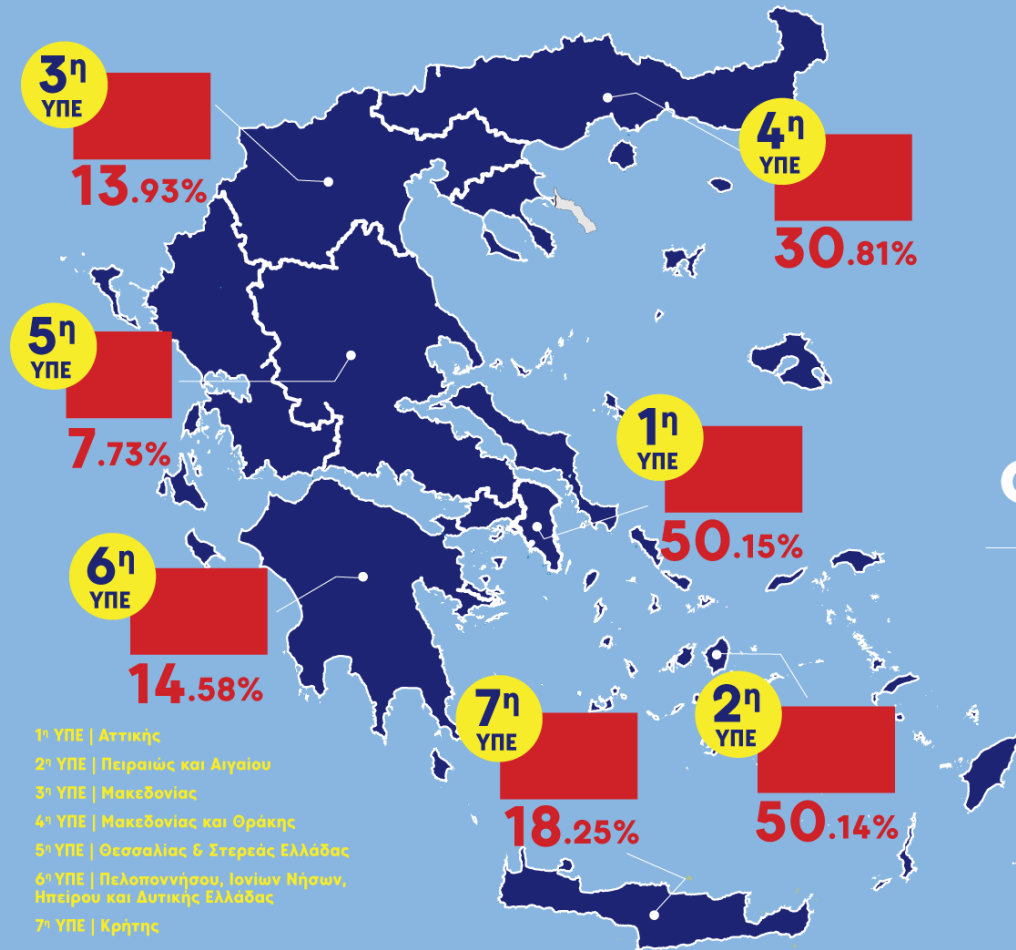 3η
ΥΠΕ
13.93%
4η
ΥΠΕ
30.81%
5η
ΥΠΕ
7.73%
1η
ΥΠΕ
50.15%
6η
ΥΠΕ
14.58%
7η
ΥΠΕ
18.25%
2η
ΥΠΕ
50.14%
1η ΥΠΕ | Αττικής
2η ΥΠΕ | Πειραιώς και Αιγαίου
3η ΥΠΕ | Μακεδονίας
4η ΥΠΕ | Μακεδονίας και Θράκης
5η ΥΠΕ | Θεσσαλίας & Στερεάς Ελλάδας
6η ΥΠΕ | Πελοποννήσου, Ιονίων Νήσων,
Ηπείρου και Δυτικής Ελλάδας
7η ΥΠΕ | Κρήτης